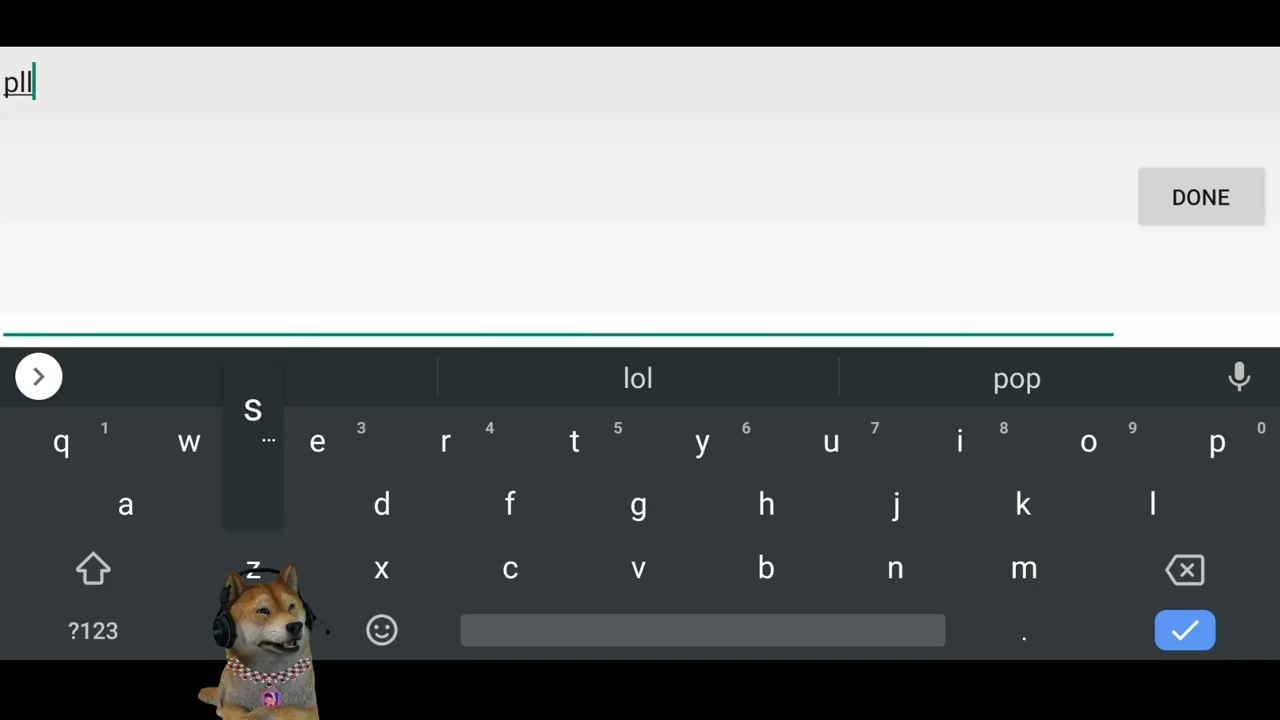 pll
DONE
lol pop
s
...
q 1 w e 3 r 4 t 5 y 6 u 7 i 8 o 9 p 0
a d f g h j k l
z x c v b n m
?123 .